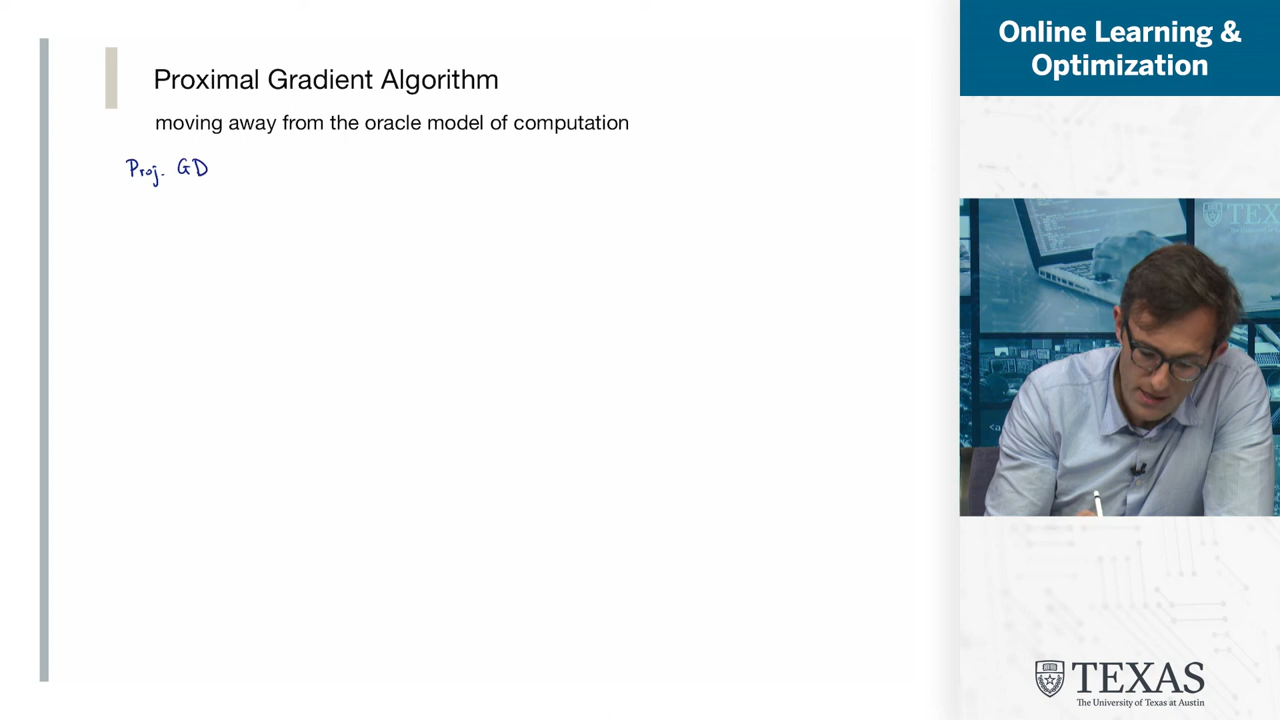 Proximal Gradient Algorithm
moving away from the oracle model of computation
Proj. GD
Online Learning &
Optimization
TEXAS
TEXAS
The University of Texas at Austin